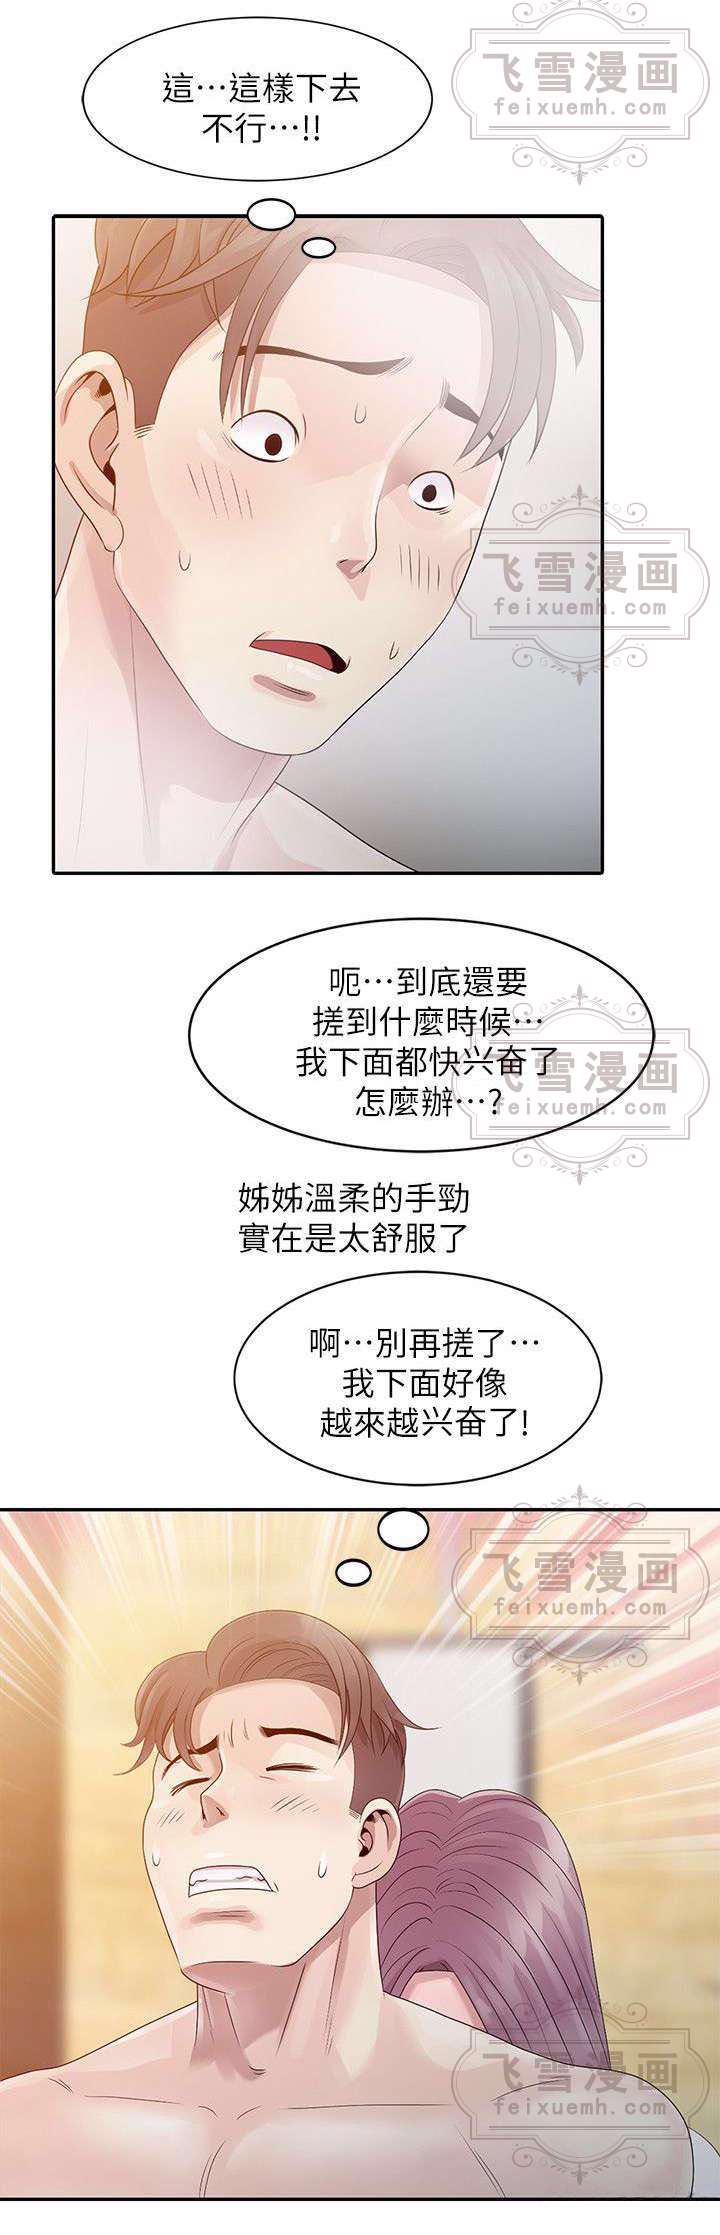 飞雪漫画
feixuemh.com
這…這樣下去
不行…!!
飞雪漫画
feixuemh.com
呃…到底還要
搓到什麼時候…
我下面都快兴奋了
怎麼辦…?
飞雪漫画
feixuemh.com
姊姊溫柔的手勁
實在是太舒服了
啊…別再搓了…
我下面好像
越來越兴奋了!
飞雪漫画
feixuemh.com
飞雪漫画
feixuemh.com